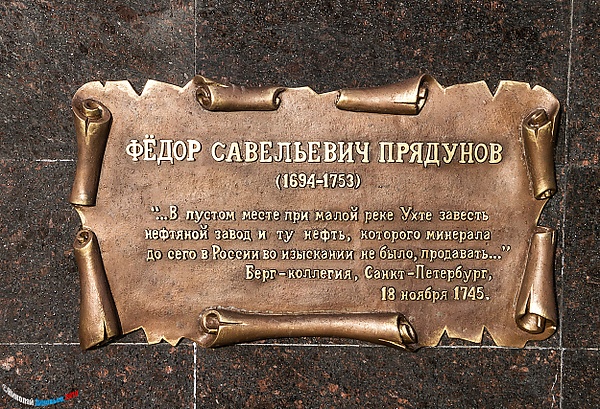 ФЁДОР САВЕЛЬЕВИЧ ПРЯДУНОВ
(1694-1753)
“...В пустом месте при малой реке Ухте завесть
нефтяной завод и ту нефть, которого минерала
до сего в России во изыскании не было, продавать...”
Берг-коллегия, Санкт-Петербург,
18 ноября 1745.